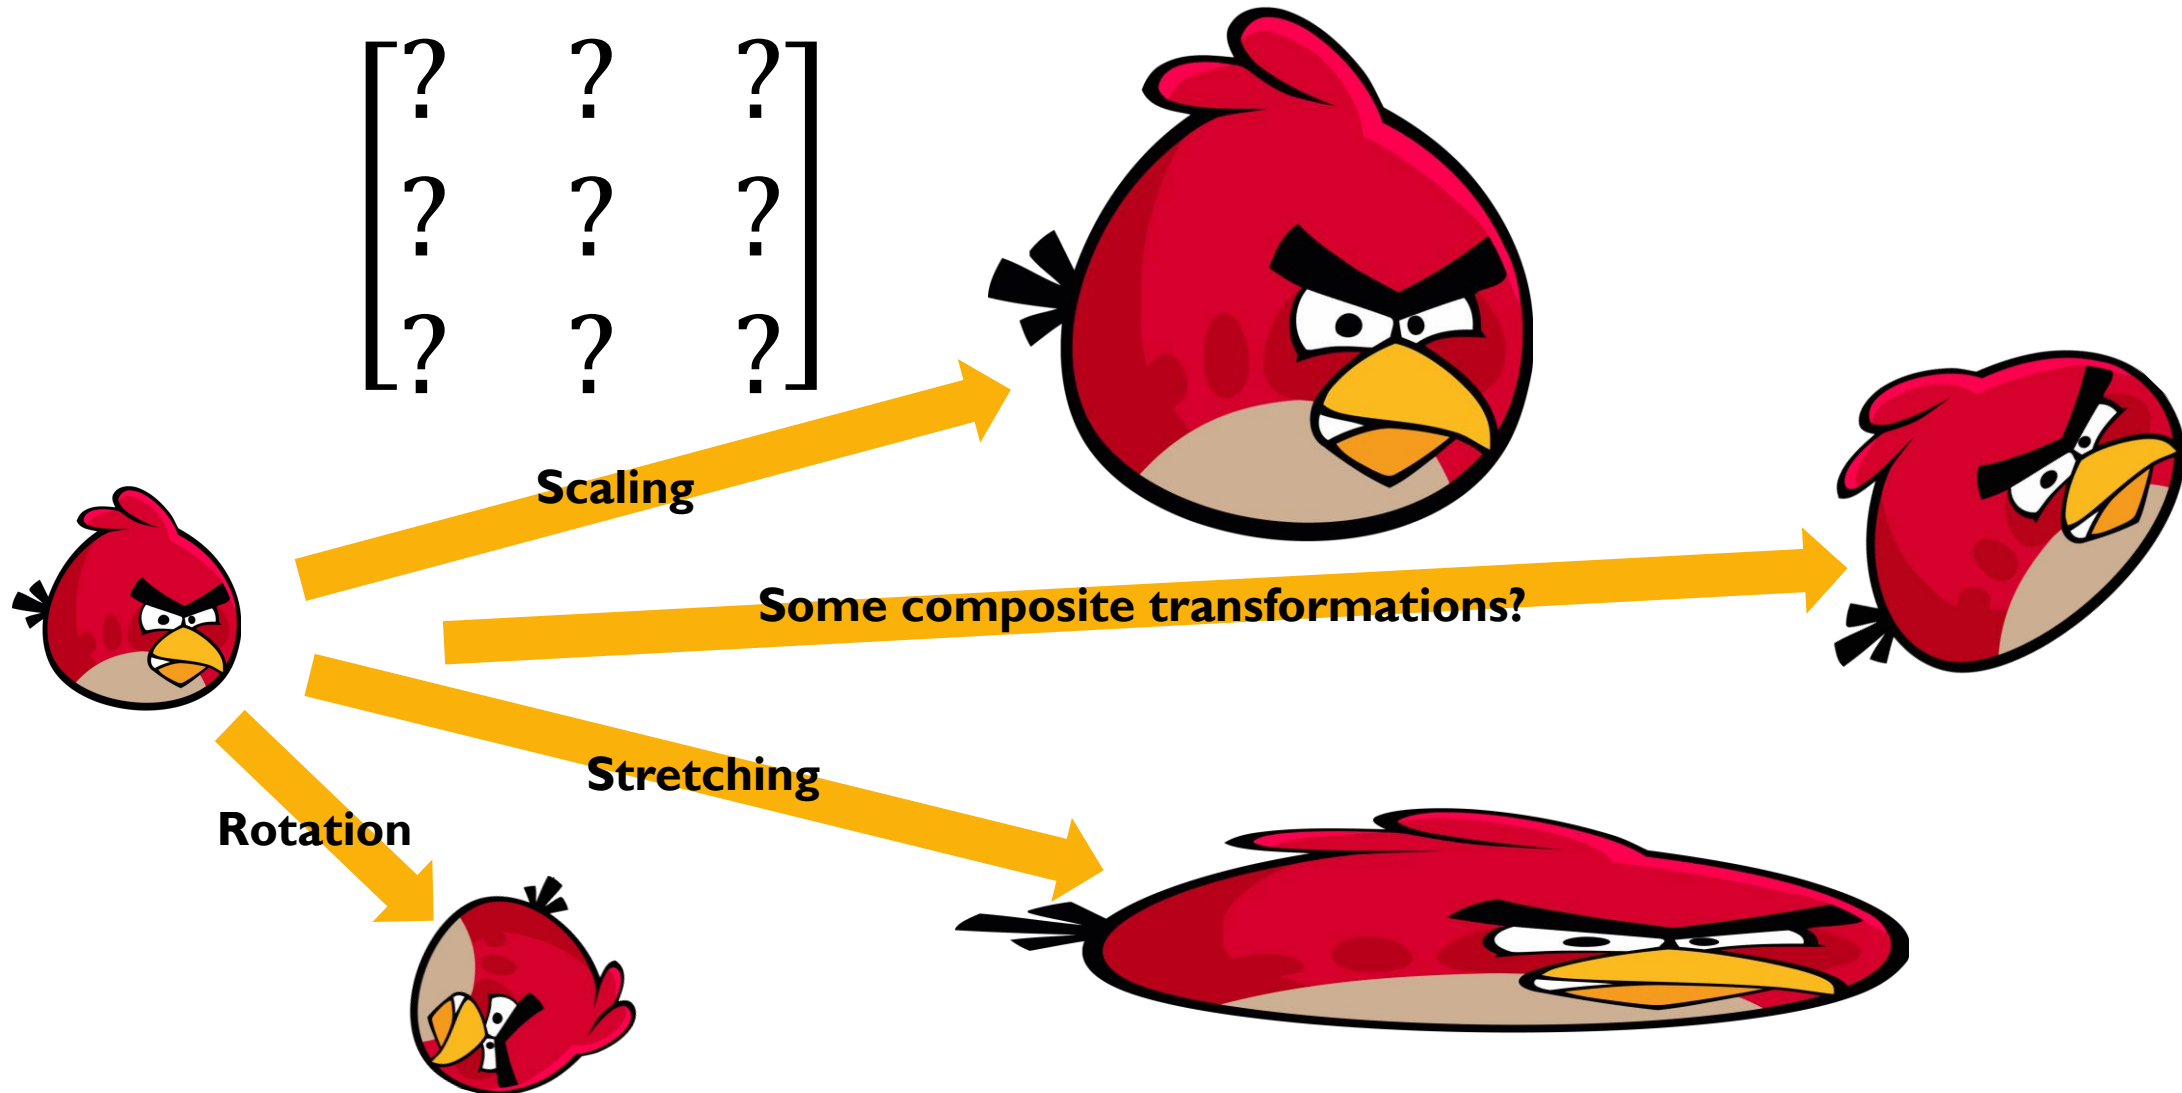 ? ? ?
? ? ?
? ? ?
Scaling
Some composite transformations?
Stretching
Rotation